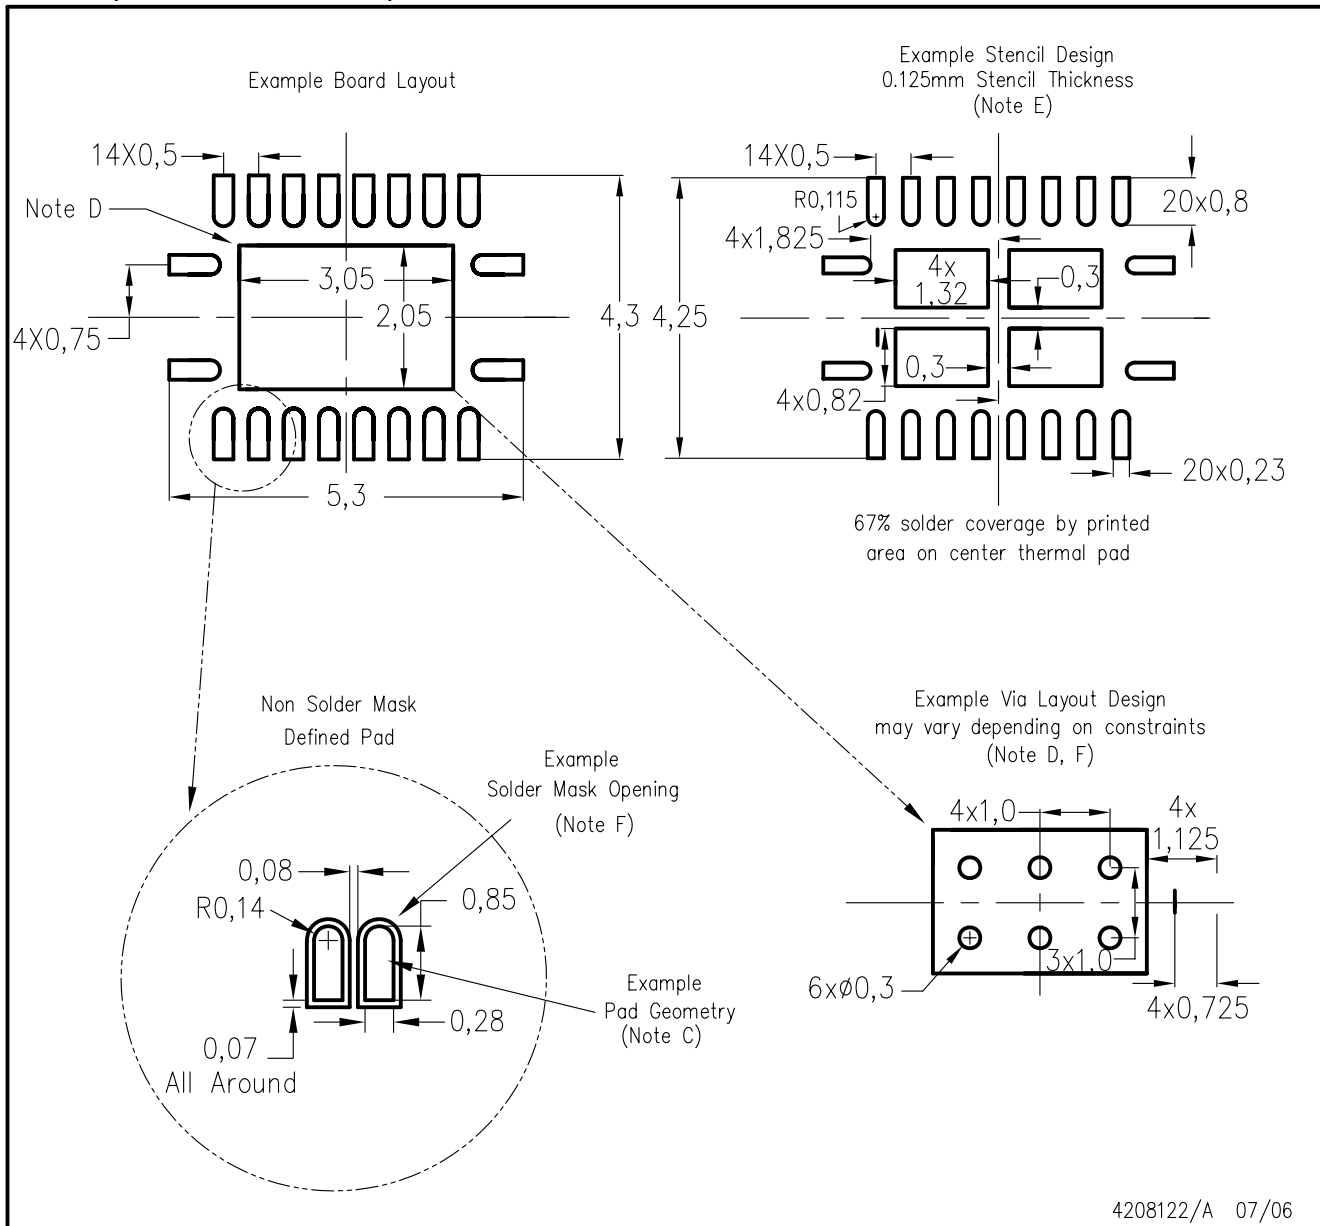 Example Board Layout
14X0,5
Note D
3,05
2,05
4X0,75
4,3
5,3
Example Stencil Design
0.125mm Stencil Thickness
(Note E)
14X0,5
R0,115
20x0,8
4x1,825
4x
1,32
0,3
4,25
0,3
4x0,82
20x0,23
67% solder coverage by printed
area on center thermal pad
Non Solder Mask
Defined Pad
Example
Solder Mask Opening
(Note F)
0,08
R0,14
0,85
Example
Pad Geometry
(Note C)
0,28
0,07
All Around
Example Via Layout Design
may vary depending on constraints
(Note D, F)
4x1,0
4x
1,125
3x1,0
6xø0,3
4x0,725
4208122/A 07/06